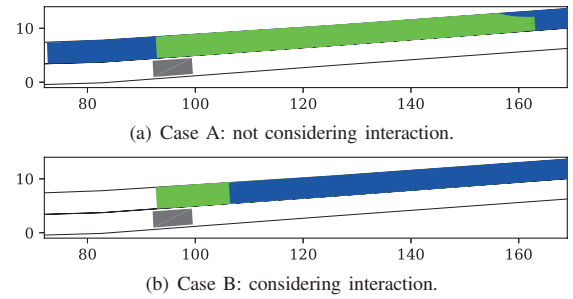 10
0
80 100 120 140 160
(a) Case A: not considering interaction.
10
0
80 100 120 140 160
(b) Case B: considering interaction.